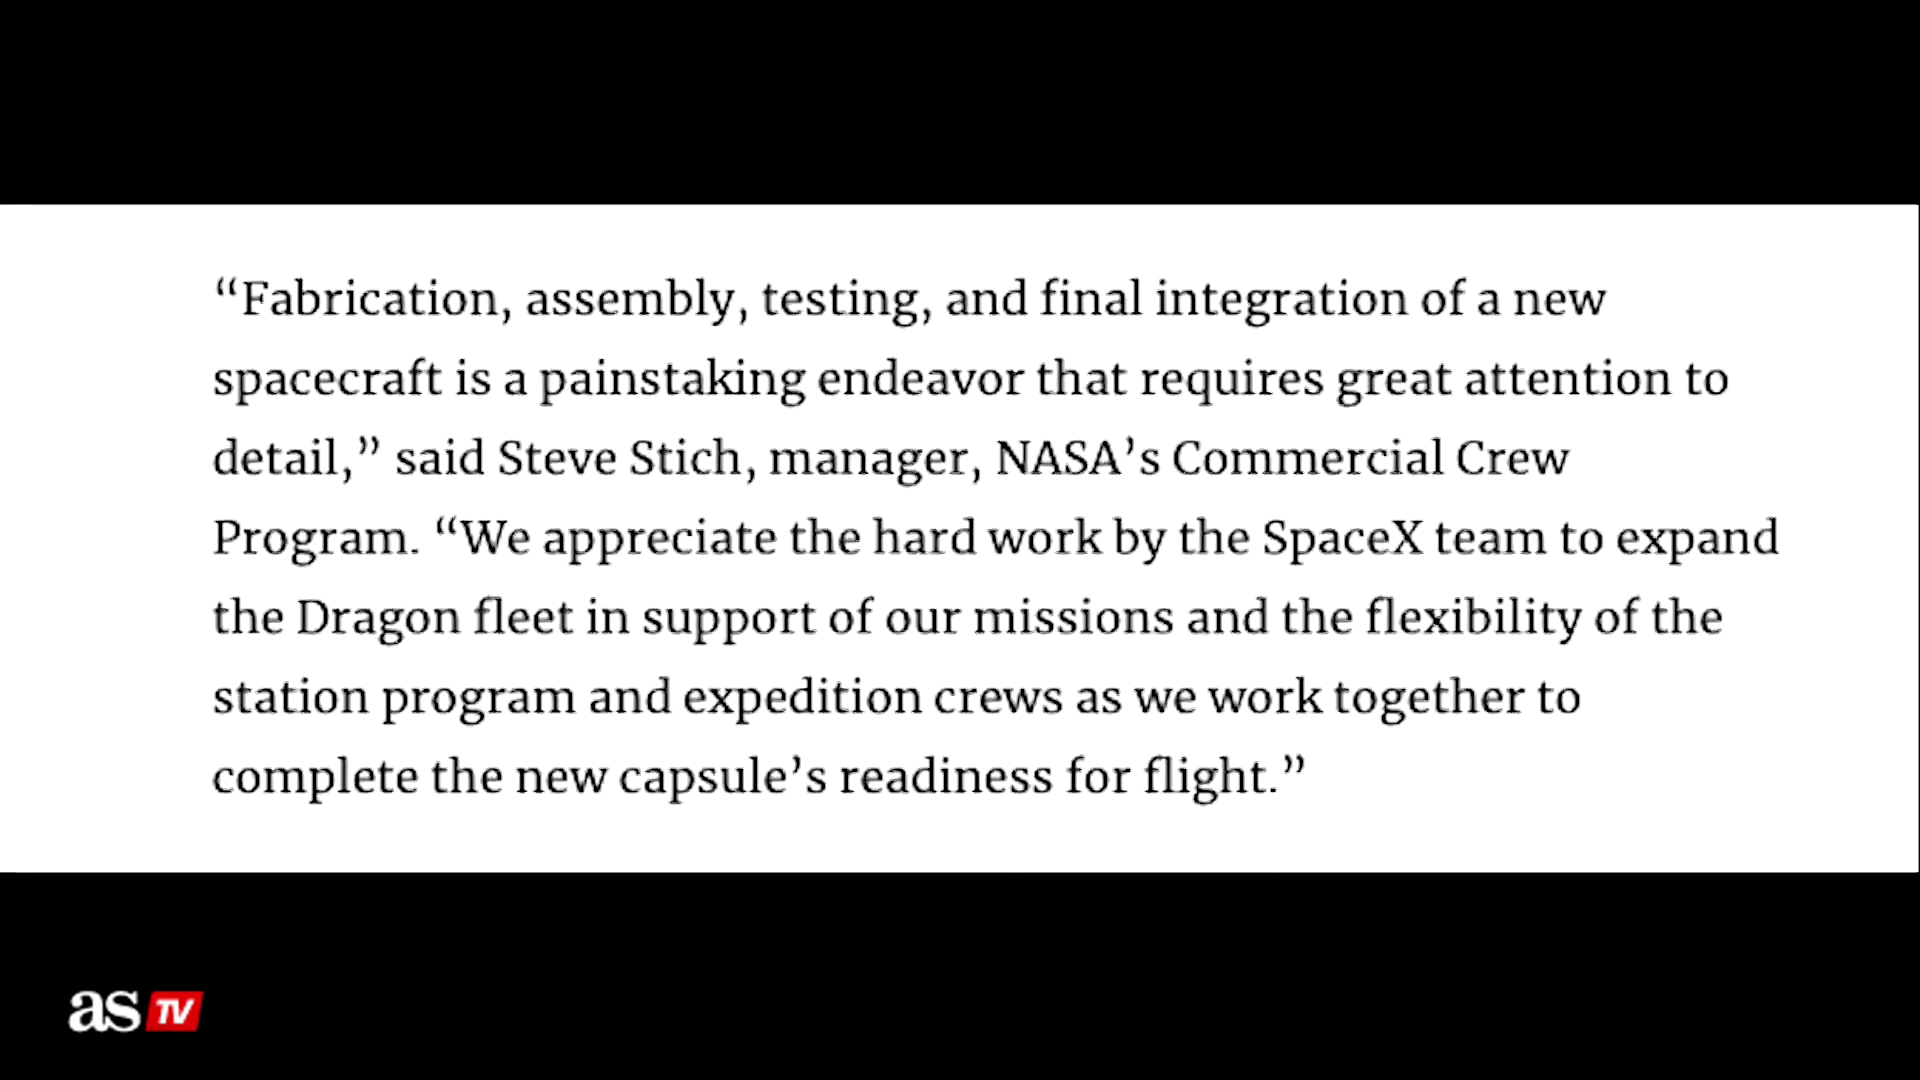 “Fabrication, assembly, testing, and final integration of a new
spacecraft is a painstaking endeavor that requires great attention to
detail,” said Steve Stich, manager, NASA’s Commercial Crew
Program. “We appreciate the hard work by the SpaceX team to expand
the Dragon fleet in support of our missions and the flexibility of the
station program and expedition crews as we work together to
complete the new capsule’s readiness for flight.”
as TV